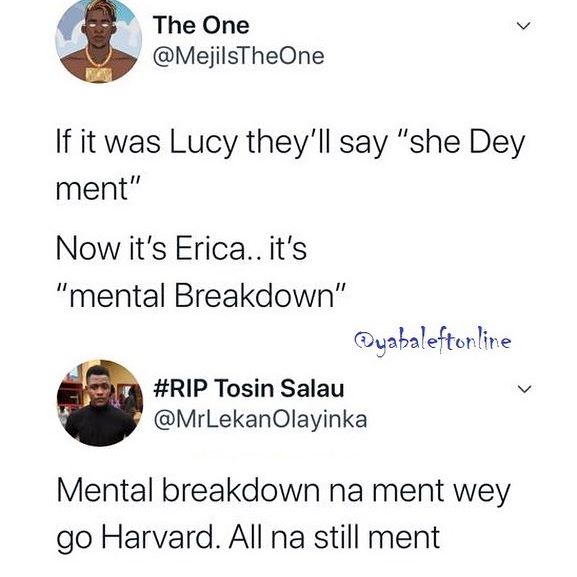 The One
@MejiIsTheOne
If it was Lucy they’ll say “she Dey
ment”
Now it’s Erica.. it’s
“mental Breakdown”
@yabaleftonline
#RIP Tosin Salau
@MrLekanOlayinka
Mental breakdown na ment wey
go Harvard. All na still ment